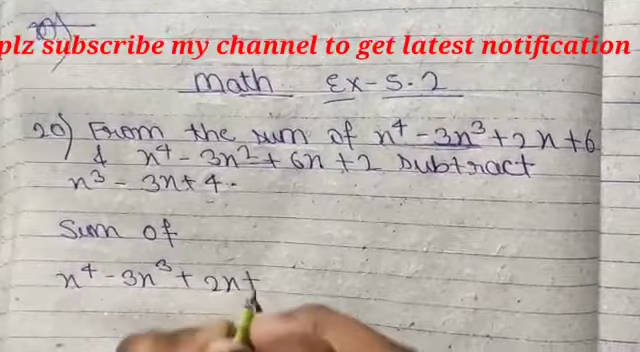 20)
plz subscribe my channel to get latest notification
Math Ex-5.2
20) From the sum of x⁴ - 3x³ + 2x + 6
& x⁴ - 3x² + 6x + 2 subtract
x³ - 3x + 4.
Sum of
x⁴ - 3x³ + 2x +